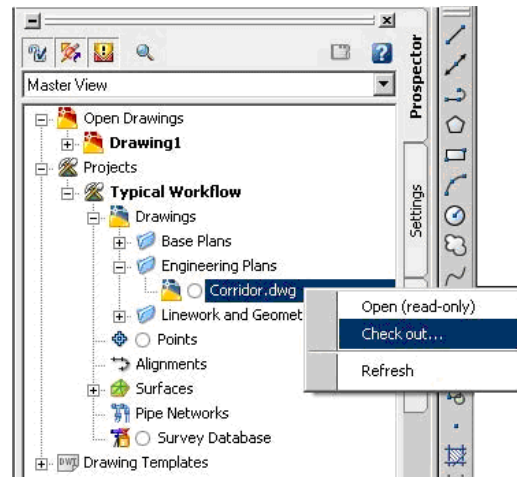 Master View
Open Drawings
Drawing1
Projects
Typical Workflow
Drawings
Base Plans
Engineering Plans
Corridor.dwg
Linework and Geomet
Points
Alignments
Surfaces
Pipe Networks
Survey Database
DWT Drawing Templates
Open (read-only)
Check out...
Refresh
Prospector
Settings